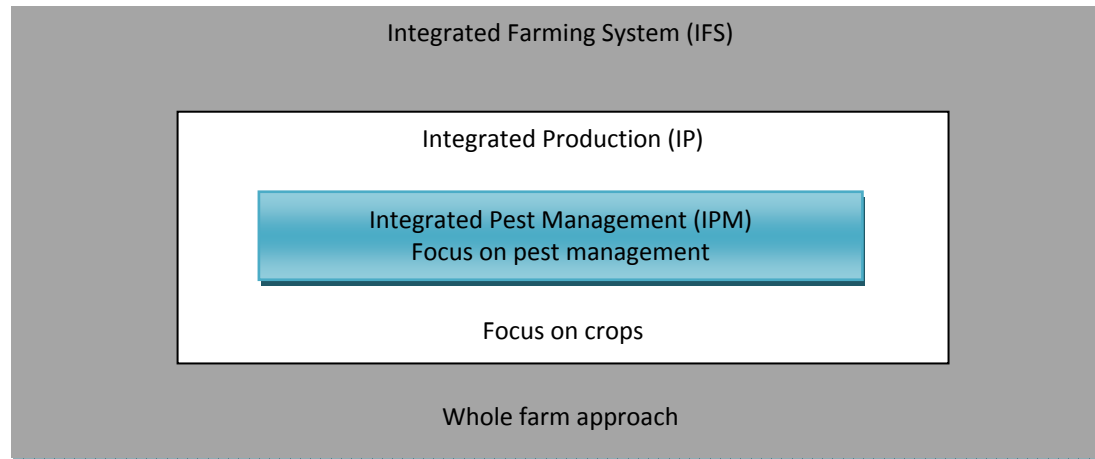 Integrated Farming System (IFS)
Integrated Production (IP)
Integrated Pest Management (IPM)
Focus on pest management
Focus on crops
Whole farm approach